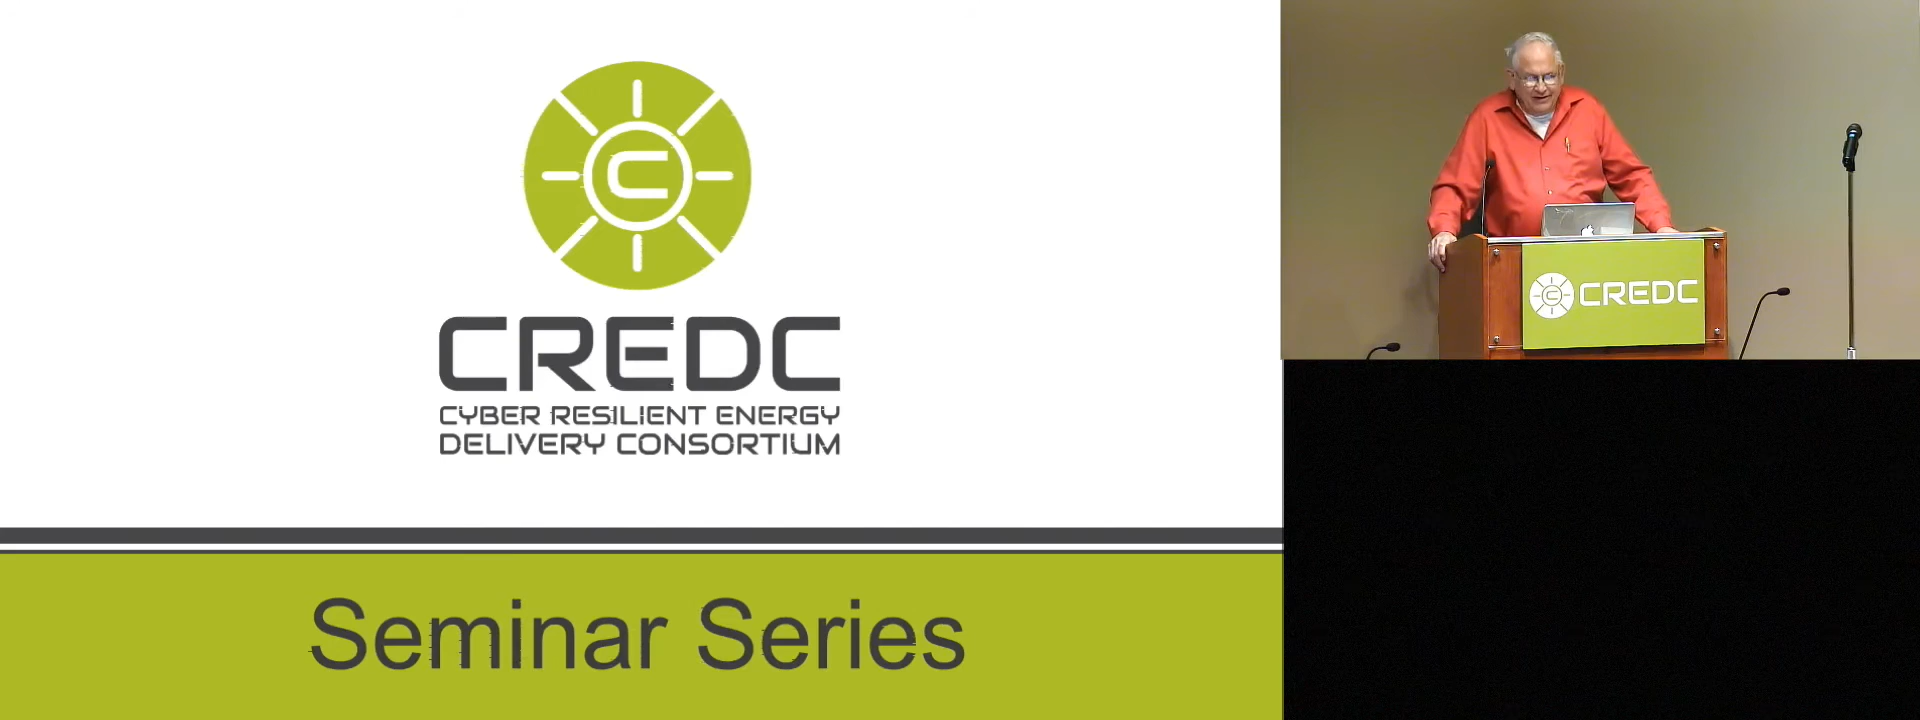 C
CREDC
CYBER RESILIENT ENERGY
DELIVERY CONSORTIUM
Seminar Series
C CREDC